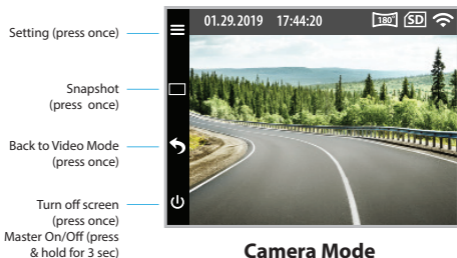 Setting (press once)
Snapshot
(press once)
Back to Video Mode
(press once)
Turn off screen
(press once)
Master On/Off (press
& hold for 3 sec)
01.29.2019 17:44:20 180° SD
Camera Mode